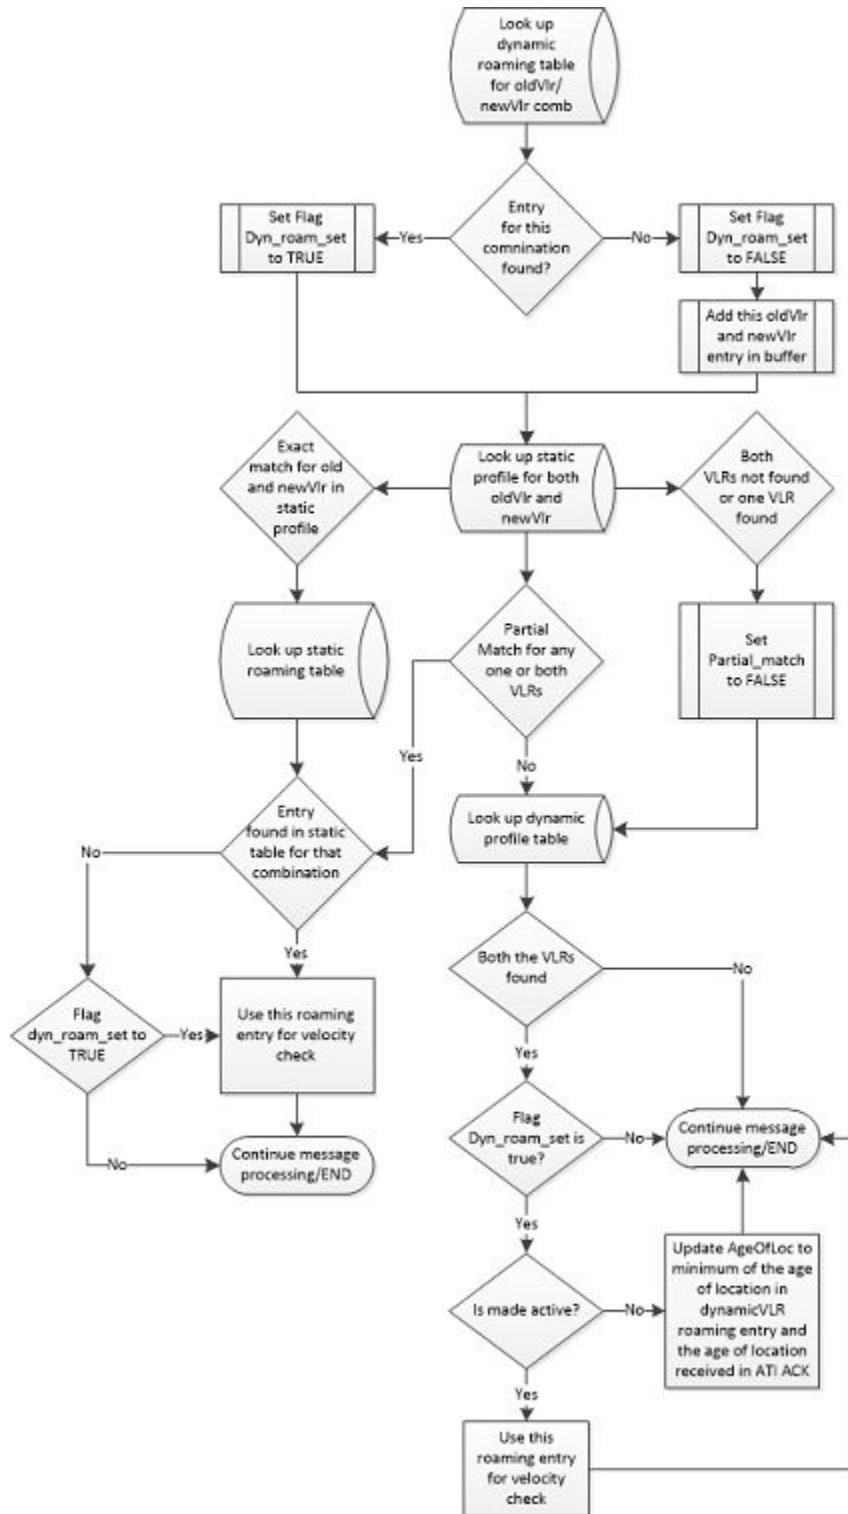 Look up
dynamic
roaming table
for oldVlr/
newVlr comb
Entry
for this
comnination
found?
Yes
No
Set Flag
Dyn_roam_set
to TRUE
Set Flag
Dyn_roam_set
to FALSE
Add this oldVlr
and newVlr
entry in buffer
Exact
match for old
and newVlr in
static
profile
Look up static
profile for both
oldVlr and
newVlr
Both
VLRs not found
or one VLR
found
Look up static
roaming table
Partial
Match for any
one or both
VLRs
Set
Partial_match
to FALSE
Yes
No
Entry
found in static
table for that
combination
Look up dynamic
profile table
No
Yes
Both the VLRs
found
No
Yes
Flag
dyn_roam_set to
TRUE
Yes
Use this roaming
entry for velocity
check
No
Continue message
processing/END
Flag
Dyn_roam_set is
true?
No
Continue message
processing/END
Yes
Is made active?
No
Update AgeOfLoc to
minimum of the age
of location in
dynamicVLR
roaming entry and
the age of location
received in ATI ACK
Yes
Use this
roaming entry
for velocity
check